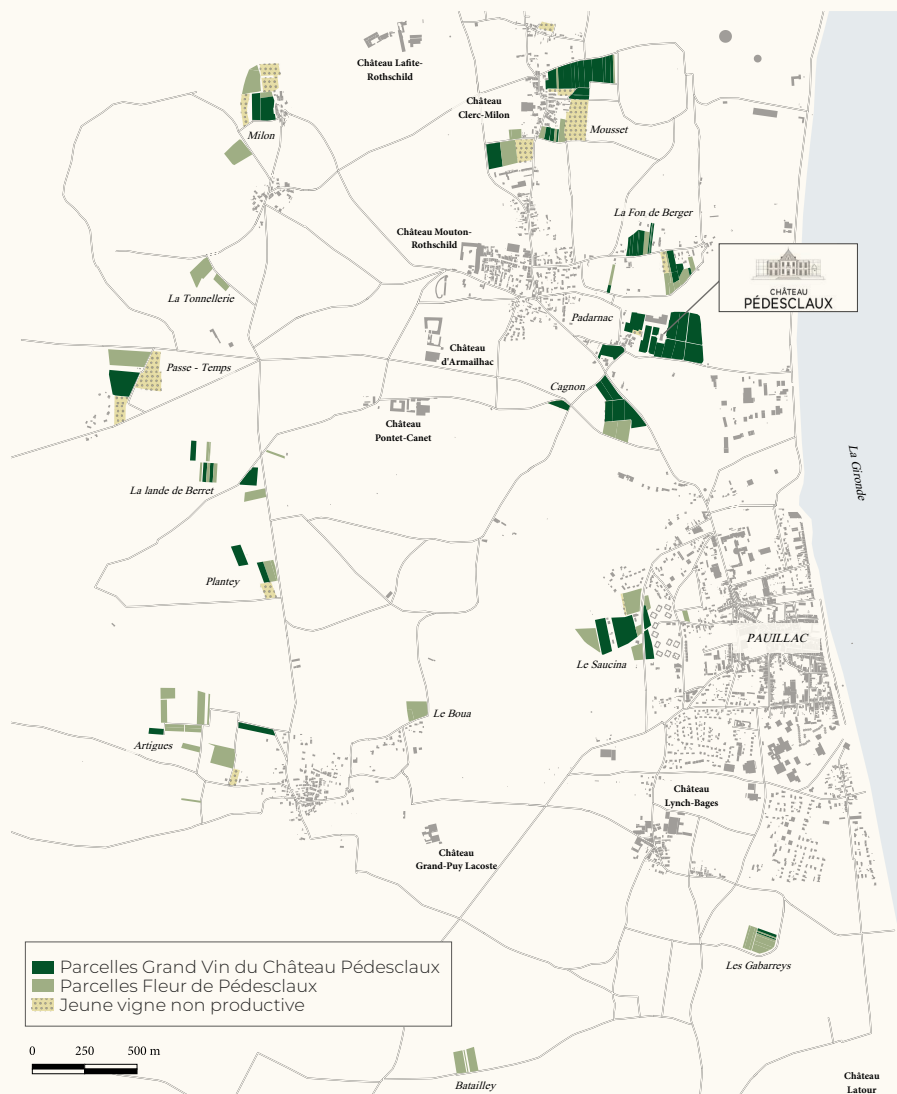 Château Lafite-
Rothschild
Château
Clerc-Milon
Milon
Mousset
La Fon de Berger
Château Mouton-
Rothschild
CHÂTEAU
PÉDESCLAUX
La Tonnellerie
Padarnac
Château
d'Armailhac
Passe - Temps
Cagnon
Château
Pontet-Canet
La Gironde
La lande de Berret
Plantey
PAUILLAC
Le Saucina
Le Boua
Artigues
Château
Lynch-Bages
Château
Grand-Puy Lacoste
Les Gabarreys
Parcelles Grand Vin du Château Pédesclaux
Parcelles Fleur de Pédesclaux
Jeune vigne non productive
0 250 500 m
Batailley
Château
Latour